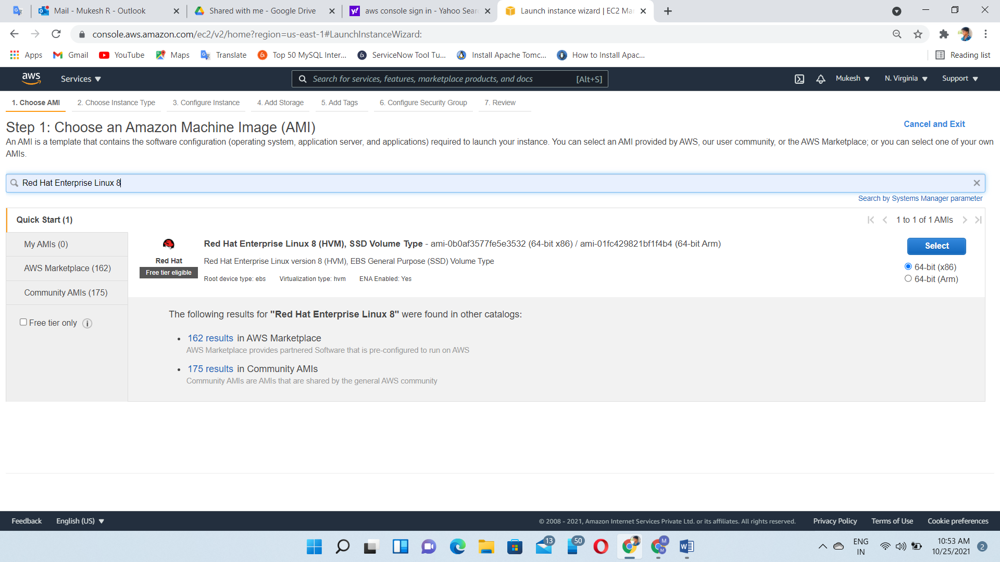 Mail - Mukesh R - Outlook
Shared with me - Google Drive
aws console sign in - Yahoo Sear
Launch instance wizard | EC2 Ma
console.aws.amazon.com/ec2/v2/home?region=us-east-1#LaunchInstanceWizard:
Apps Gmail YouTube Maps Translate Top 50 MySQL Inter... ServiceNow Tool Tu... Install Apache Tomc... How to Install Apac... Reading list
aws Services Search for services, features, marketplace products, and docs [Alt+S] Mukesh N. Virginia Support
1. Choose AMI 2. Choose Instance Type 3. Configure Instance 4. Add Storage 5. Add Tags 6. Configure Security Group 7. Review
Step 1: Choose an Amazon Machine Image (AMI)
Cancel and Exit
An AMI is a template that contains the software configuration (operating system, application server, and applications) required to launch your instance. You can select an AMI provided by AWS, our user community, or the AWS Marketplace; or you can select one of your own
AMIs.
Red Hat Enterprise Linux 8
Search by Systems Manager parameter
Quick Start (1)
1 to 1 of 1 AMIs
My AMIs (0)
AWS Marketplace (162)
Community AMIs (175)
Free tier only
Red Hat
Free tier eligible
Red Hat Enterprise Linux 8 (HVM), SSD Volume Type - ami-0b0af3577fe5e3532 (64-bit x86) / ami-01fc429821bf1f4b4 (64-bit Arm)
Red Hat Enterprise Linux version 8 (HVM), EBS General Purpose (SSD) Volume Type
Root device type: ebs Virtualization type: hvm ENA Enabled: Yes
Select
64-bit (x86)
64-bit (Arm)
The following results for "Red Hat Enterprise Linux 8" were found in other catalogs:
• 162 results in AWS Marketplace
AWS Marketplace provides partnered Software that is pre-configured to run on AWS
• 175 results in Community AMIs
Community AMIs are AMIs that are shared by the general AWS community
Feedback English (US) © 2008 - 2021, Amazon Internet Services Private Ltd. or its affiliates. All rights reserved. Privacy Policy Terms of Use Cookie preferences
13
50
M
M
ENG
IN
10:53 AM
10/25/2021
2